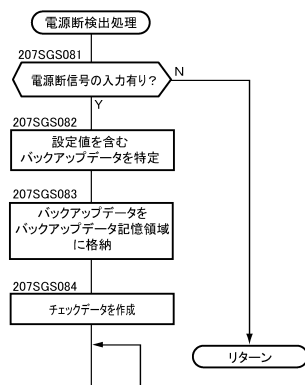 電源断検出処理
207SGS081
電源断信号の入力有り?
N
Y
207SGS082
設定値を含む
バックアップデータを特定
207SGS083
バックアップデータを
バックアップデータ記憶領域
に格納
207SGS084
チェックデータを作成
リターン